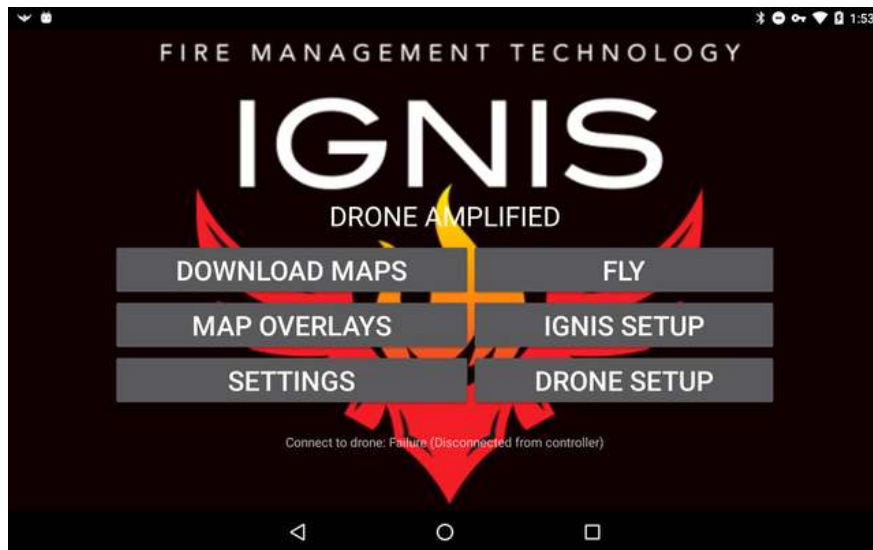 1:53
FIRE MANAGEMENT TECHNOLOGY
IGNIS
DRONE AMPLIFIED
DOWNLOAD MAPS
FLY
MAP OVERLAYS
IGNIS SETUP
SETTINGS
DRONE SETUP
Connect to drone: Failure (Disconnected from controller)